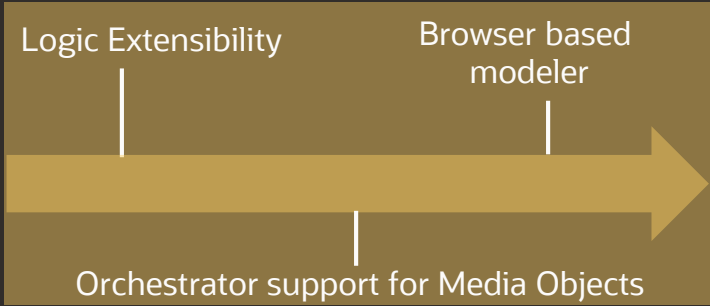 Logic Extensibility
Browser based
modeler
Orchestrator support for Media Objects